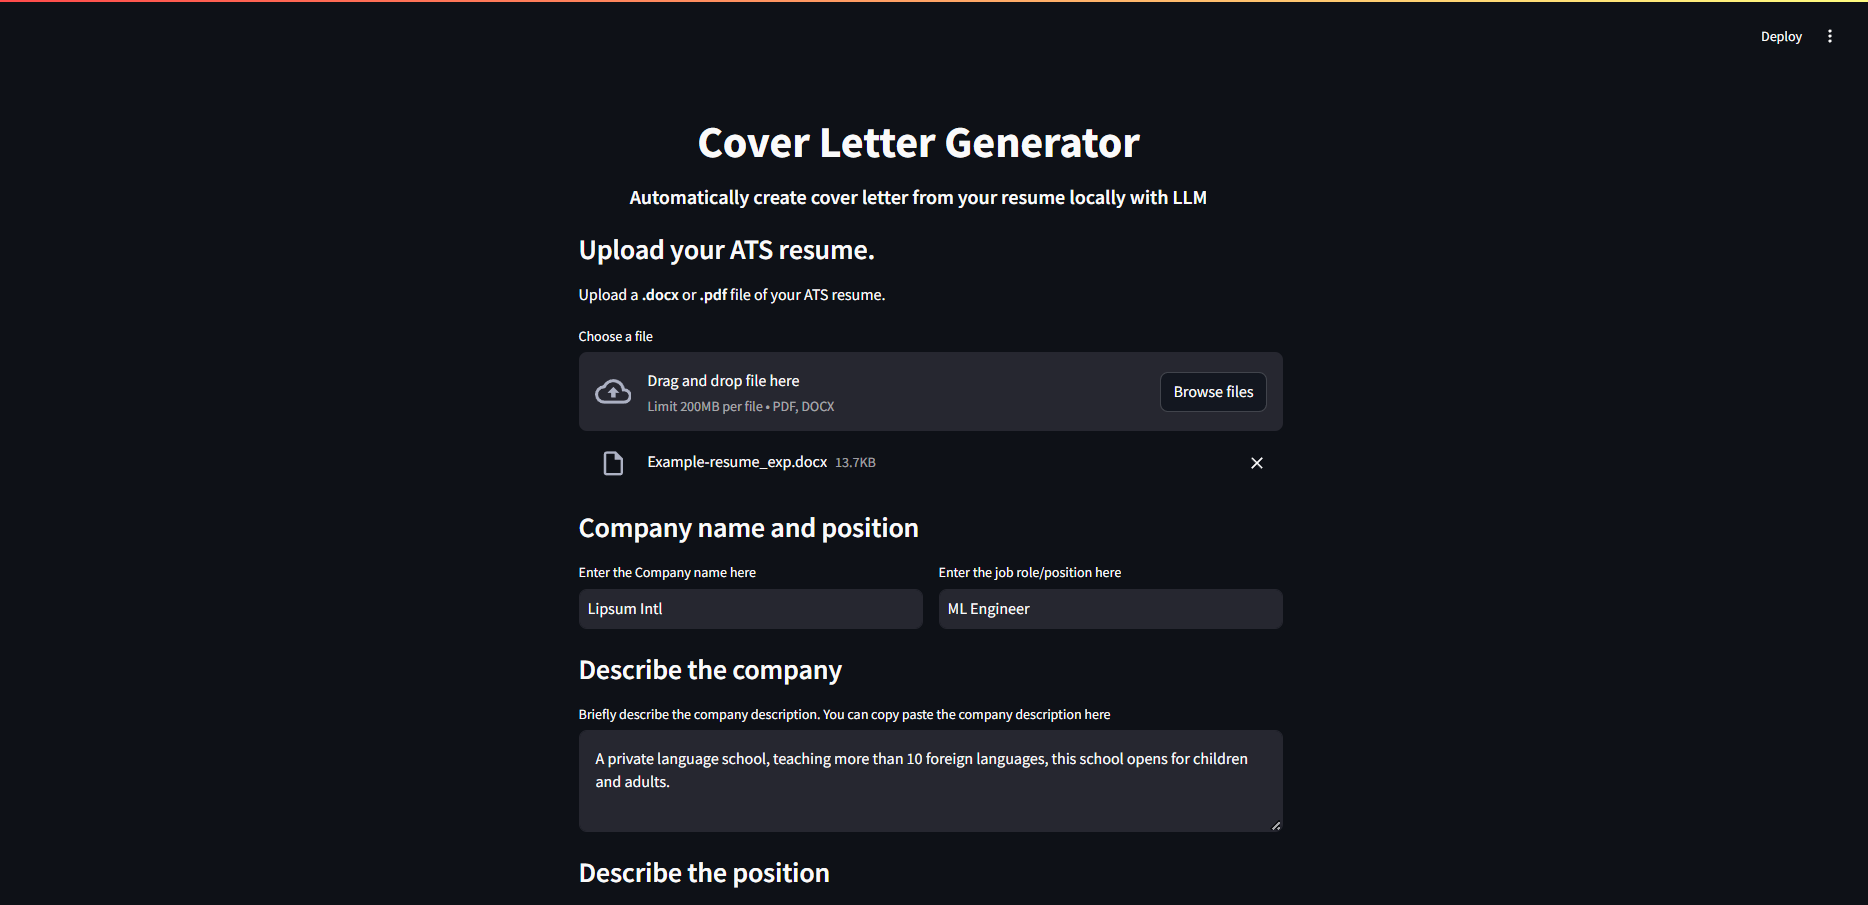 Deploy
Cover Letter Generator
Automatically create cover letter from your resume locally with LLM
Upload your ATS resume.
Upload a .docx or .pdf file of your ATS resume.
Choose a file
Drag and drop file here
Limit 200MB per file • PDF, DOCX
Browse files
Example-resume_exp.docx 13.7KB
Company name and position
Enter the Company name here
Enter the job role/position here
Lipsum Intl
ML Engineer
Describe the company
Briefly describe the company description. You can copy paste the company description here
A private language school, teaching more than 10 foreign languages, this school opens for children
and adults.
Describe the position